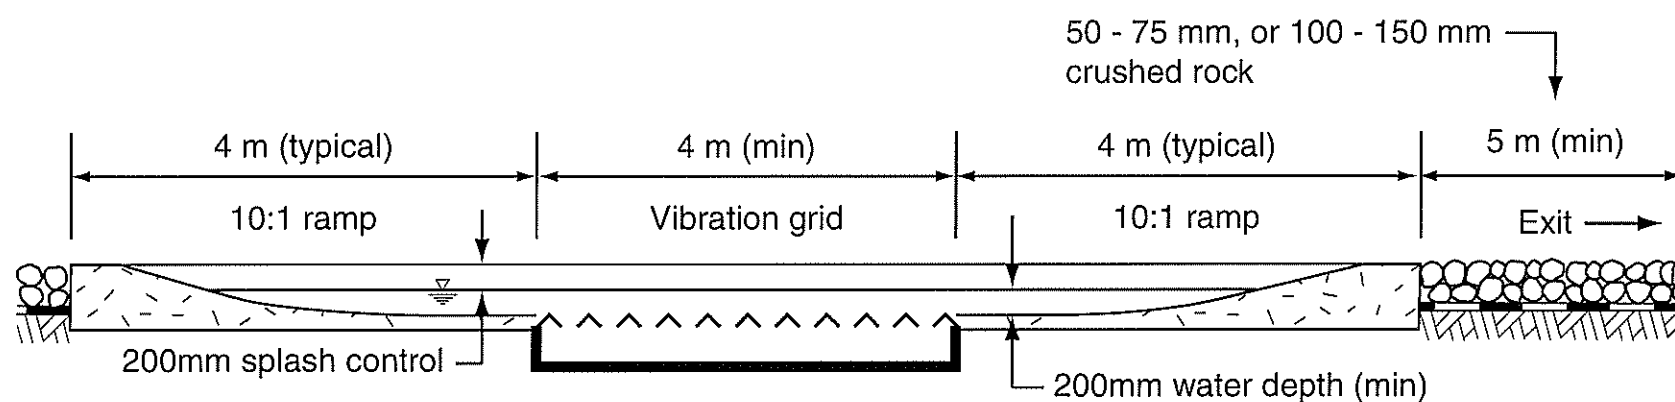 50 - 75 mm, or 100 - 150 mm
crushed rock
4 m (typical)
4 m (min)
4 m (typical)
5 m (min)
10:1 ramp
Vibration grid
10:1 ramp
Exit
200mm splash control
200mm water depth (min)